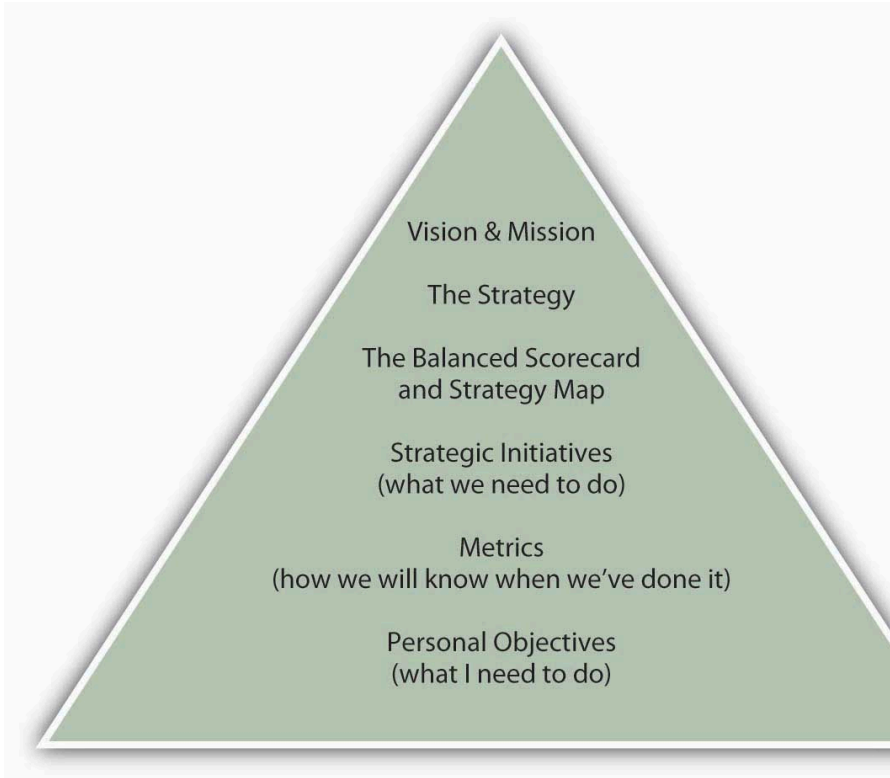 Vision & Mission
The Strategy
The Balanced Scorecard
and Strategy Map
Strategic Initiatives
(what we need to do)
Metrics
(how we will know when we’ve done it)
Personal Objectives
(what I need to do)